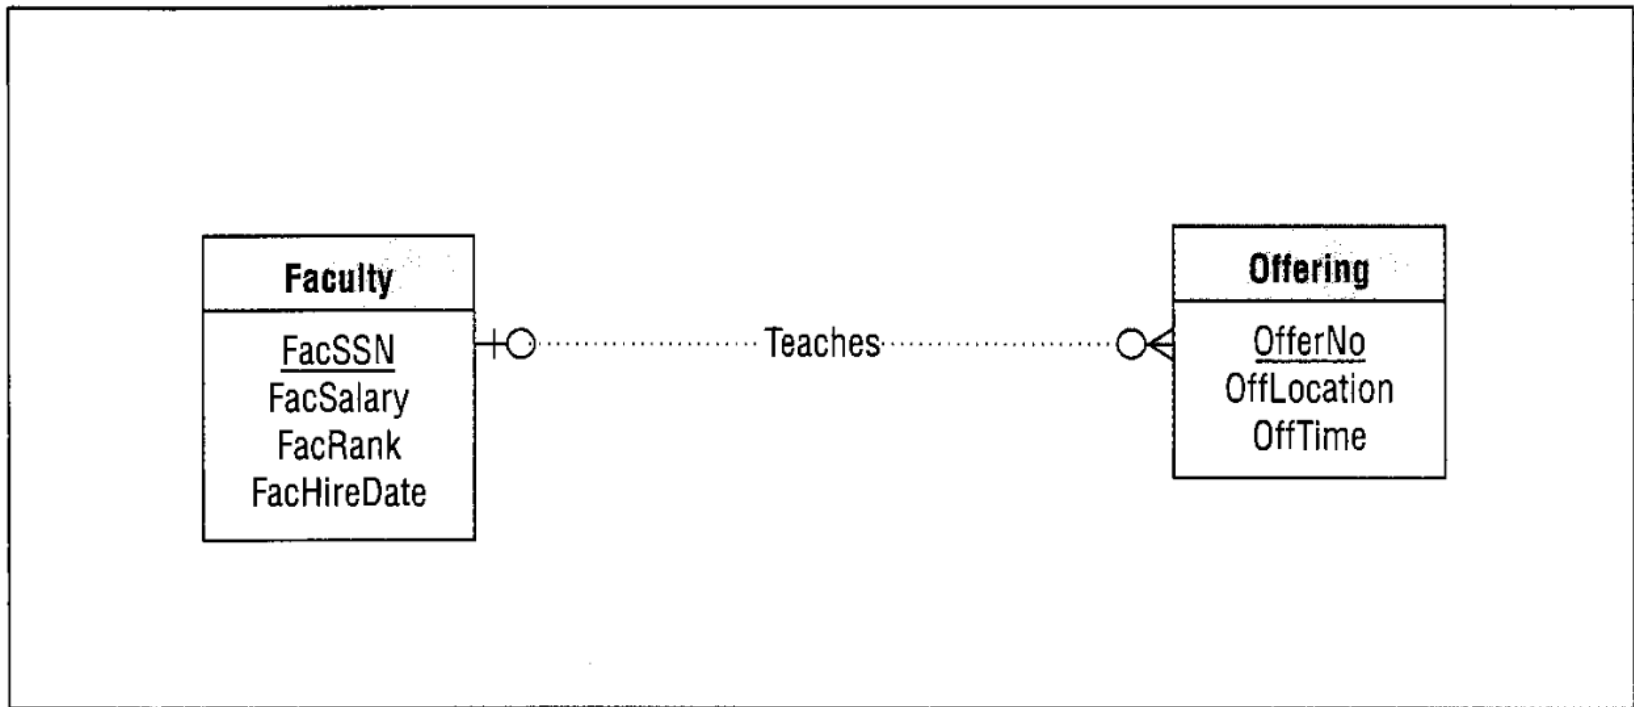 Faculty
FacSSN
FacSalary
FacRank
FacHireDate
Teaches
Offering
OfferNo
OffLocation
OffTime